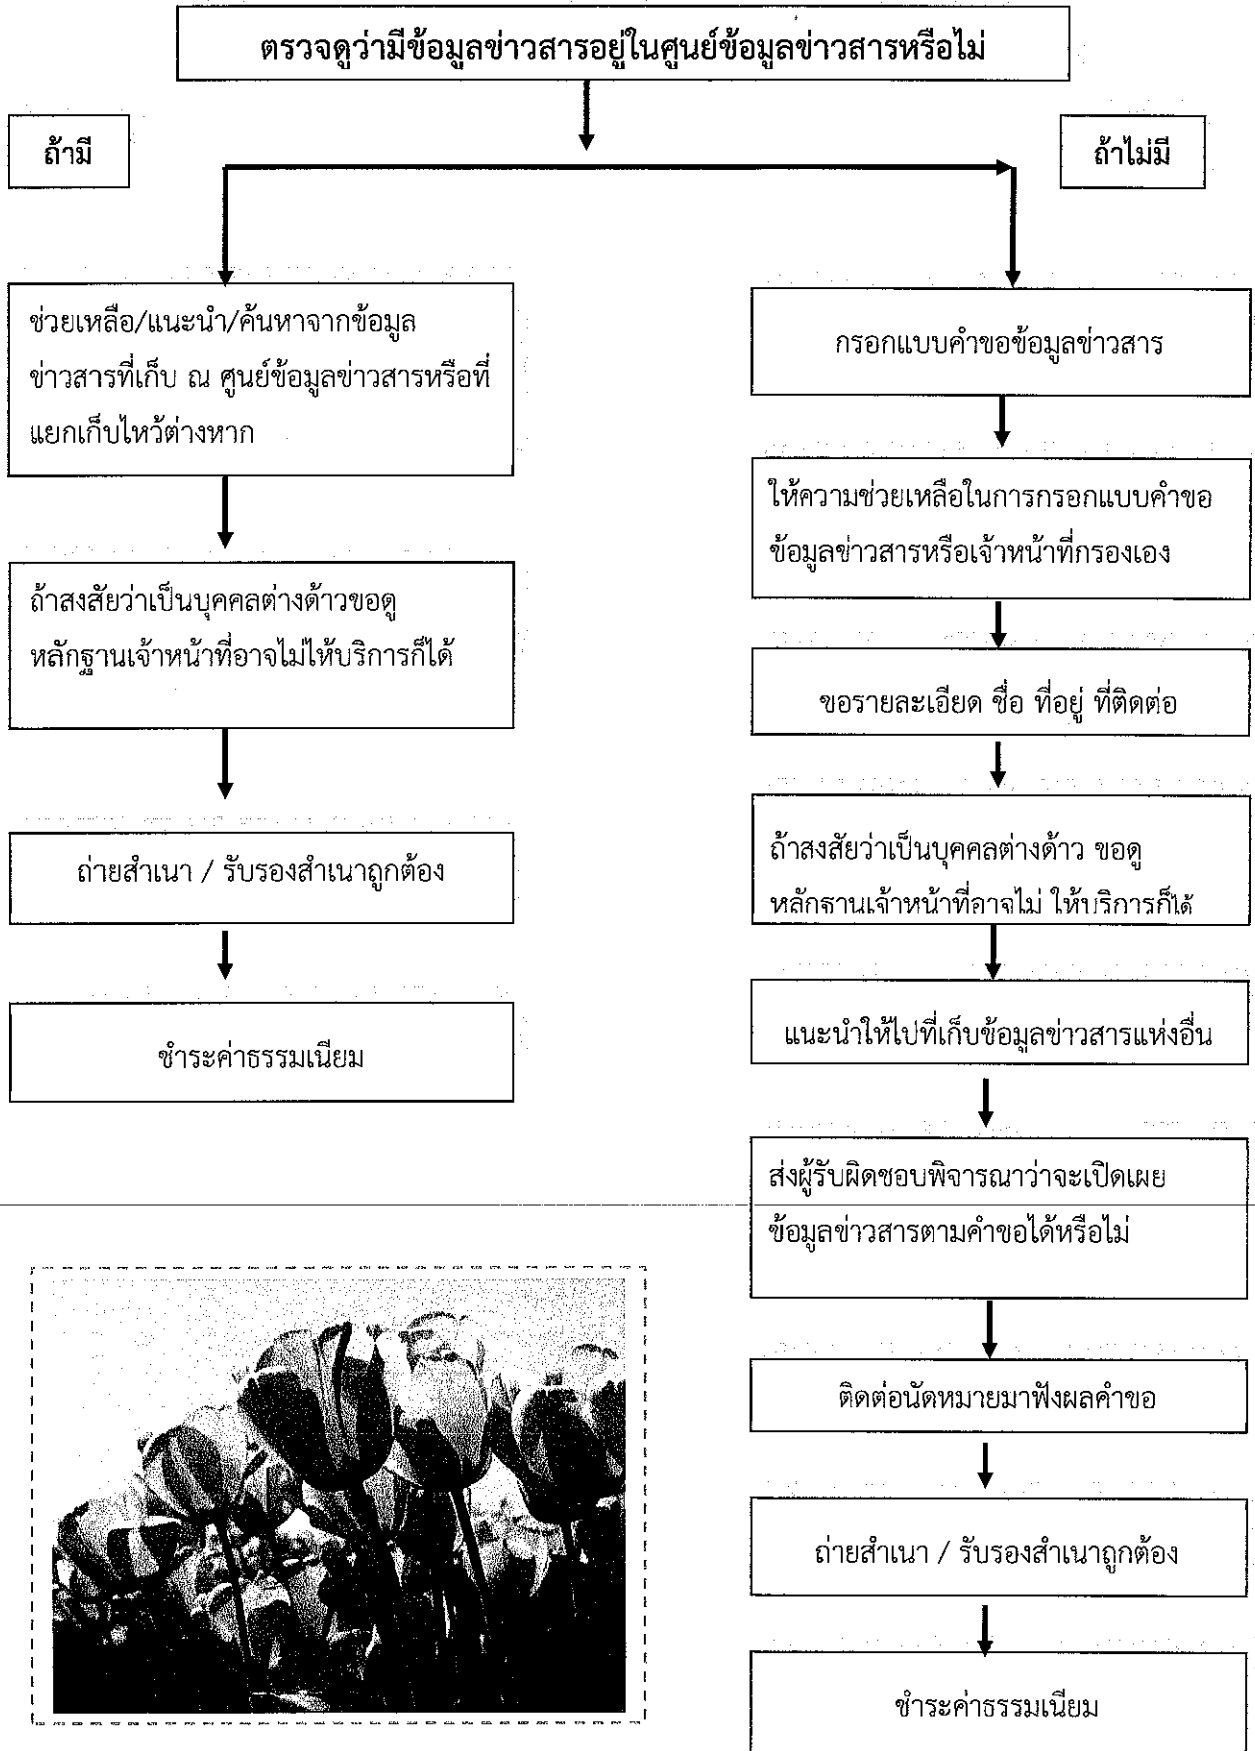 ตรวจดูว่ามีข้อมูลข่าวสารอยู่ในศูนย์ข้อมูลข่าวสารหรือไม่
ถ้ามี
ถ้าไม่มี
ช่วยเหลือ/แนะนำ/ค้นหาจากข้อมูล
ข่าวสารที่เก็บ ณ ศูนย์ข้อมูลข่าวสารหรือที่
แยกเก็บไหว้ต่างหาก
ถ้าสงสัยว่าเป็นบุคคลต่างด้าวขอดู
หลักฐานเจ้าหน้าที่อาจไม่ให้บริการก็ได้
ถ่ายสำเนา / รับรองสำเนาถูกต้อง
ชำระค่าธรรมเนียม
กรอกแบบคำขอข้อมูลข่าวสาร
ให้ความช่วยเหลือในการกรอกแบบคำขอ
ข้อมูลข่าวสารหรือเจ้าหน้าที่กรองเอง
ขอรายละเอียด ชื่อ ที่อยู่ ที่ติดต่อ
ถ้าสงสัยว่าเป็นบุคคลต่างด้าว ขอดู
หลักฐานเจ้าหน้าที่อาจไม่ ให้บริการก็ได้
แนะนำให้ไปที่เก็บข้อมูลข่าวสารแห่งอื่น
ส่งผู้รับผิดชอบพิจารณาว่าจะเปิดเผย
ข้อมูลข่าวสารตามคำขอได้หรือไม่
ติดต่อนัดหมายมาฟังผลคำขอ
ถ่ายสำเนา / รับรองสำเนาถูกต้อง
ชำระค่าธรรมเนียม